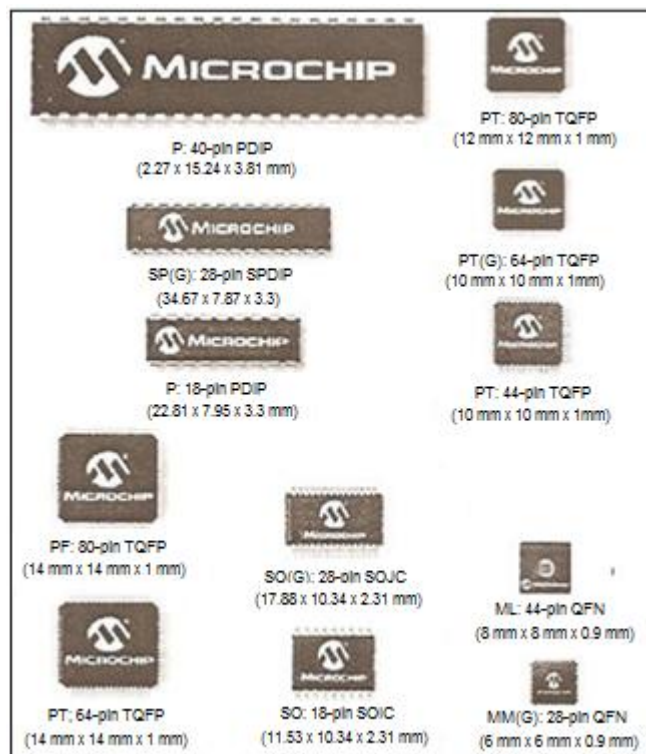 MICROCHIP
P: 40-pin PDIP
(2.27 x 15.24 x 3.81 mm)
MICROCHIP
PT: 80-pin TQFP
(12 mm x 12 mm x 1 mm)
MICROCHIP
SP(G): 28-pin SPDIP
(34.67 x 7.87 x 3.3)
MICROCHIP
PT(G): 64-pin TQFP
(10 mm x 10 mm x 1mm)
MICROCHIP
P: 18-pin PDIP
(22.81 x 7.95 x 3.3 mm)
MICROCHIP
PT: 44-pin TQFP
(10 mm x 10 mm x 1mm)
MICROCHIP
PF: 80-pin TQFP
(14 mm x 14 mm x 1 mm)
MICROCHIP
SO(G): 28-pin SOJC
(17.88 x 10.34 x 2.31 mm)
ML: 44-pin QFN
(8 mm x 8 mm x 0.9 mm)
MICROCHIP
PT; 64-pin TQFP
(14 mm x 14 mm x 1 mm)
MICROCHIP
SO: 18-pin SOIC
(11.53 x 10.34 x 2.31 mm)
MM(G): 28-pin QFN
(6 mm x 6 mm x 0.9 mm)